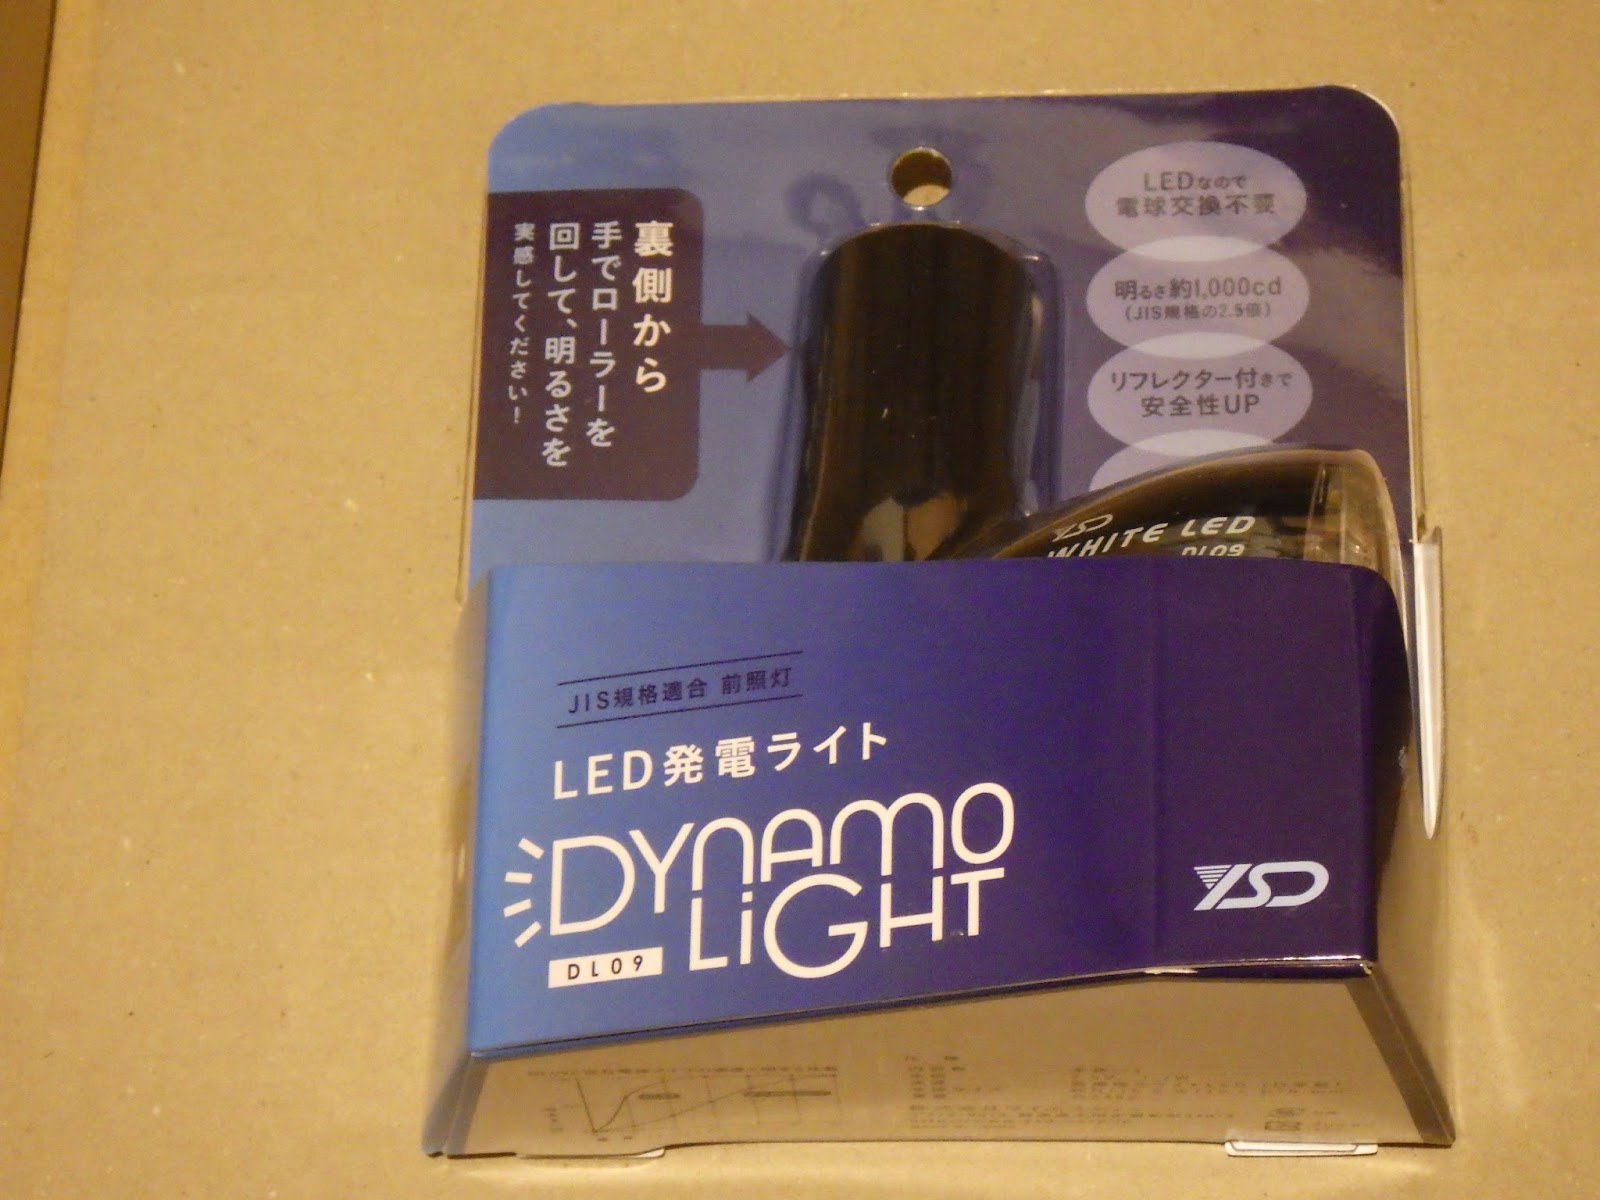 裏側から
手でローラーを
回して、明るさを
実感してください！
LEDなので
電球交換不要
明るさ約1,000cd
(JIS規格の2.5倍)
リフレクター付きで
安全性UP
YSD
WHITE LED
DL09
JIS規格適合 前照灯
LED発電ライト
DYNAMO
LiGHT
DL09
YSD